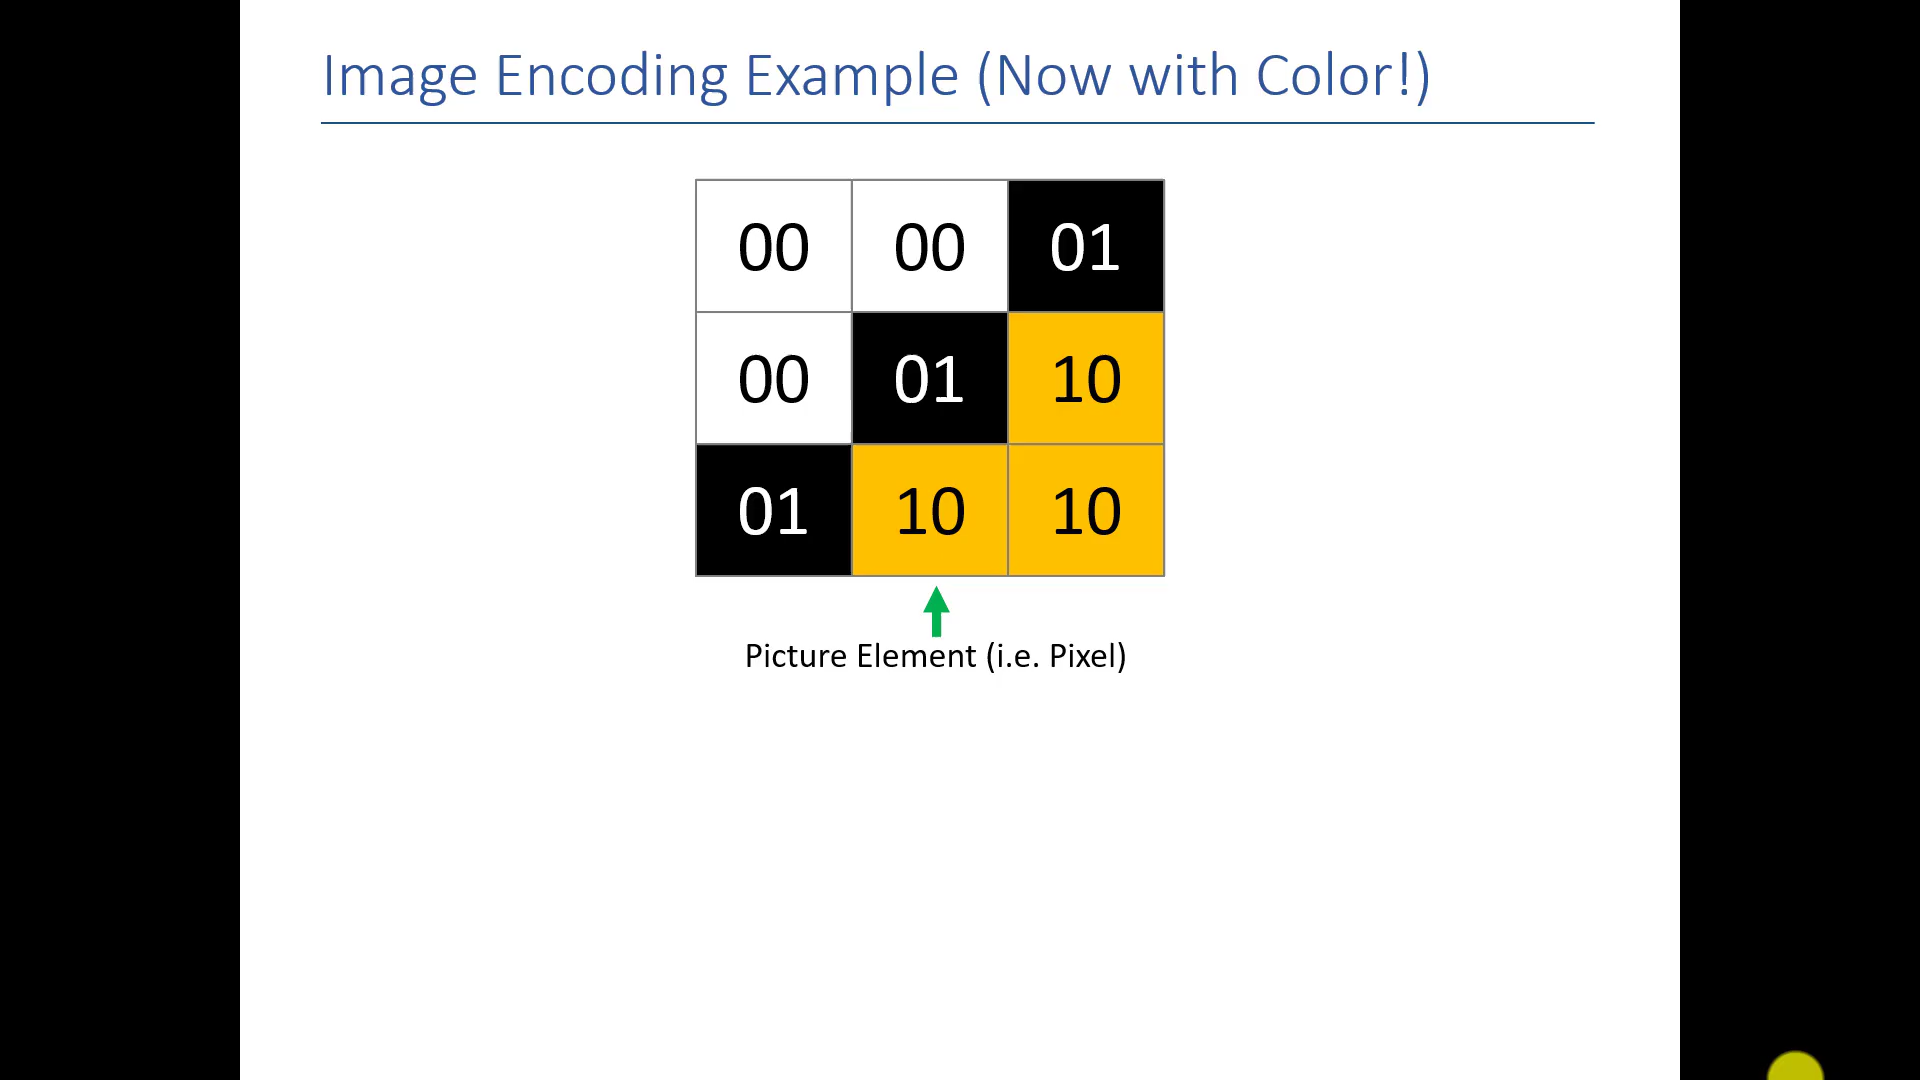 Image Encoding Example (Now with Color!)
00 00 01
00 01 10
01 10 10
Picture Element (i.e. Pixel)